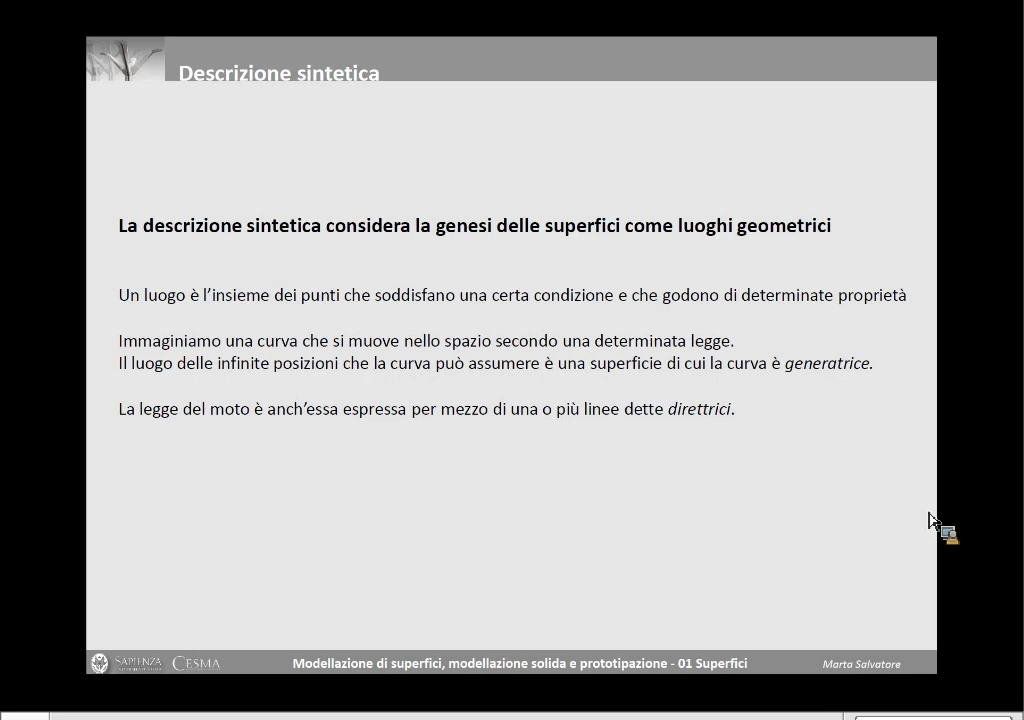 Descrizione sintetica
La descrizione sintetica considera la genesi delle superfici come luoghi geometrici
Un luogo è l’insieme dei punti che soddisfano una certa condizione e che godono di determinate proprietà
Immaginiamo una curva che si muove nello spazio secondo una determinata legge.
Il luogo delle infinite posizioni che la curva può assumere è una superficie di cui la curva è generatrice.
La legge del moto è anch’essa espressa per mezzo di una o più linee dette direttrici.
SAPIENZA
CESMA
Modellazione di superfici, modellazione solida e prototipazione - 01 Superfici
Marta Salvatore